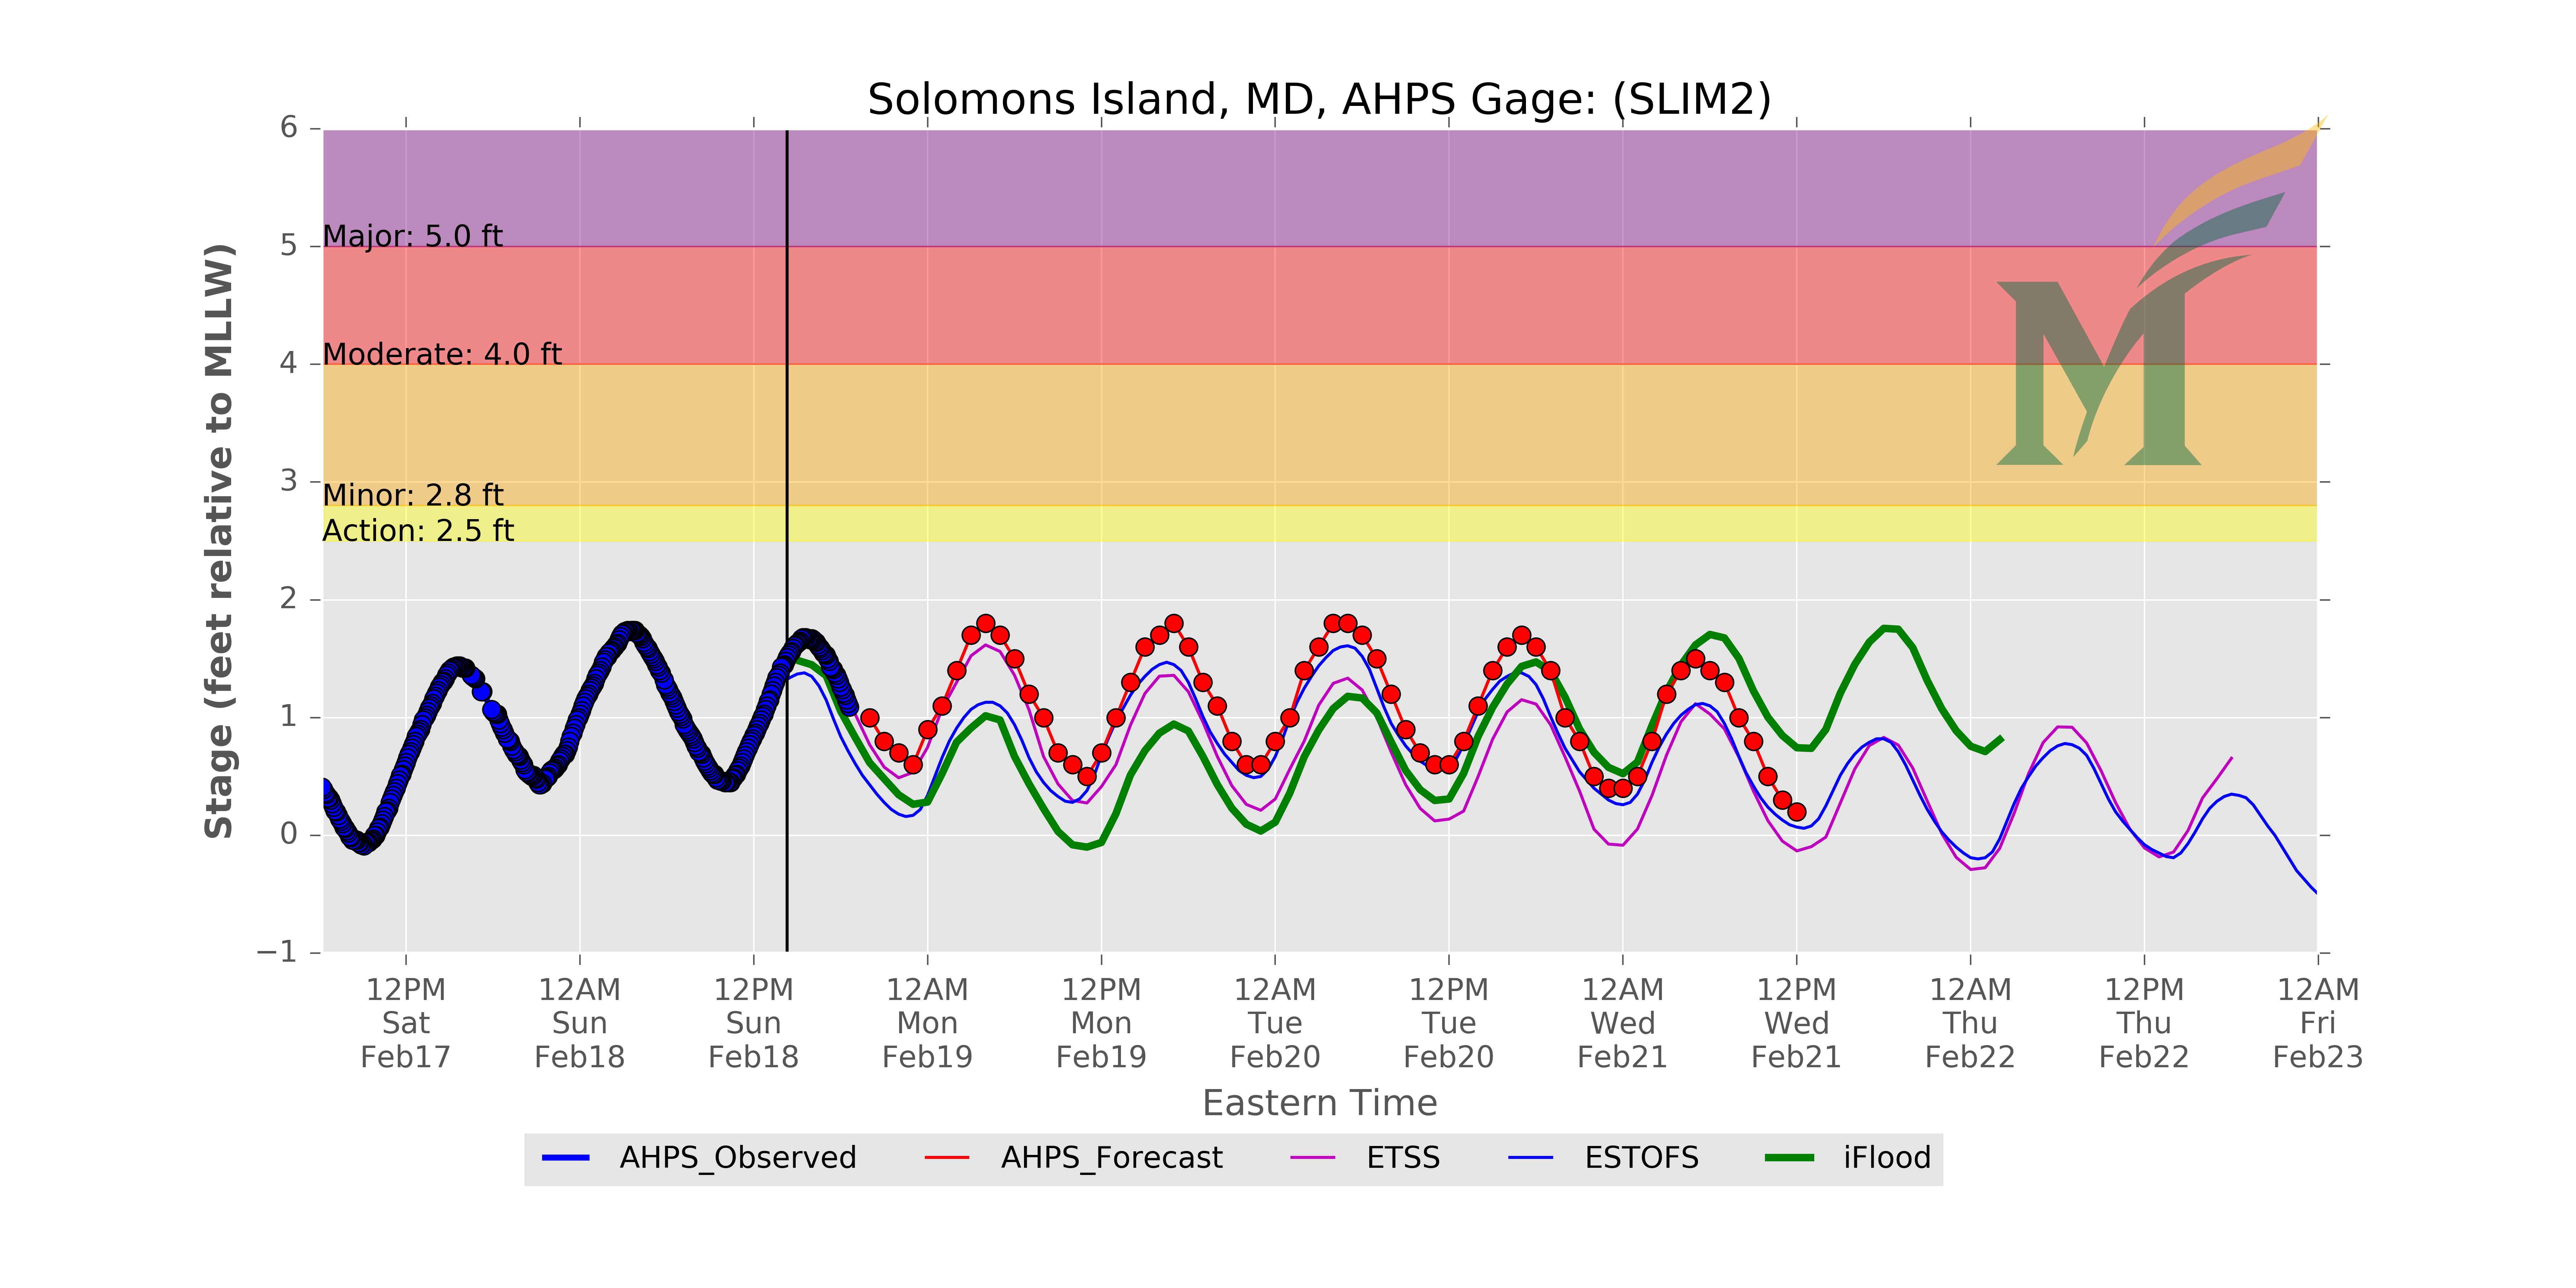 Solomons Island, MD, AHPS Gage: (SLIM2)
Stage (feet relative to MLLW)
6
5
4
3
2
1
0
−1
Major: 5.0 ft
Moderate: 4.0 ft
Minor: 2.8 ft
Action: 2.5 ft
M
12PM 12AM 12PM 12AM 12PM 12AM 12PM 12AM 12PM 12AM 12PM 12AM
Sat Sun Sun Mon Mon Tue Tue Wed Wed Thu Thu Fri
Feb17 Feb18 Feb18 Feb19 Feb19 Feb20 Feb20 Feb21 Feb21 Feb22 Feb22 Feb23
Eastern Time
AHPS_Observed AHPS_Forecast ETSS ESTOFS iFlood